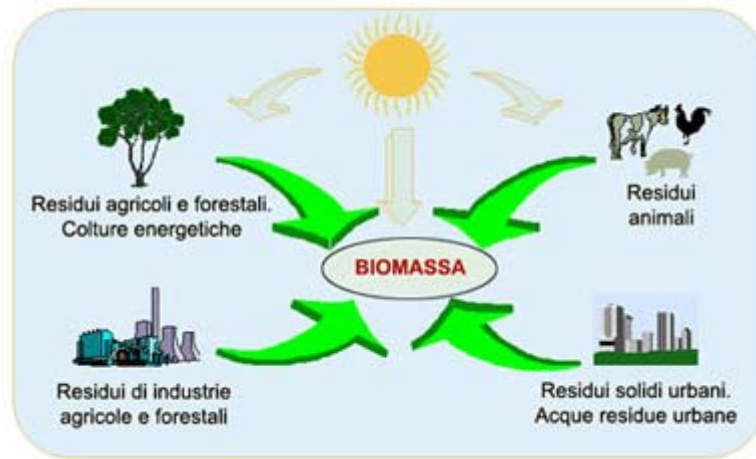 Residui agricoli e forestali.
Colture energetiche
Residui
animali
BIOMASSA
Residui di industrie
agricole e forestali
Residui solidi urbani.
Acque residue urbane